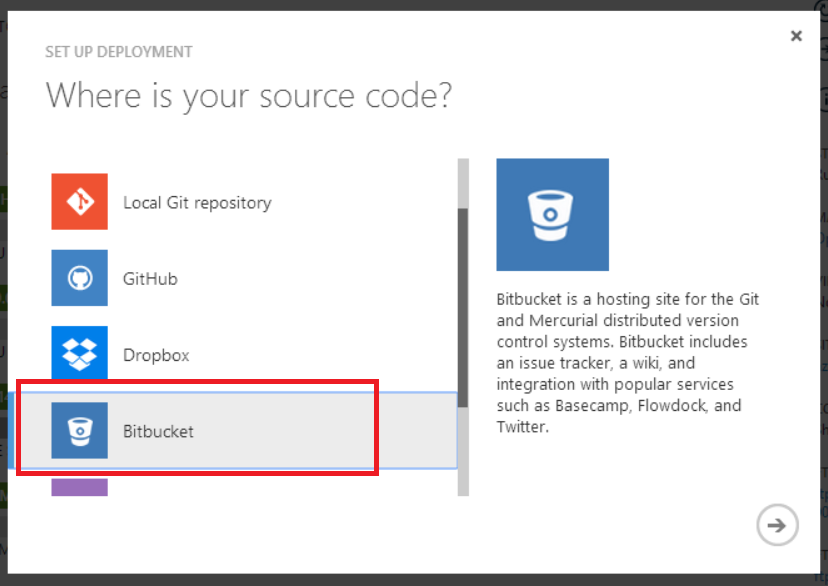 SET UP DEPLOYMENT
Where is your source code?
Local Git repository
GitHub
Dropbox
Bitbucket
Bitbucket is a hosting site for the Git
and Mercurial distributed version
control systems. Bitbucket includes
an issue tracker, a wiki, and
integration with popular services
such as Basecamp, Flowdock, and
Twitter.